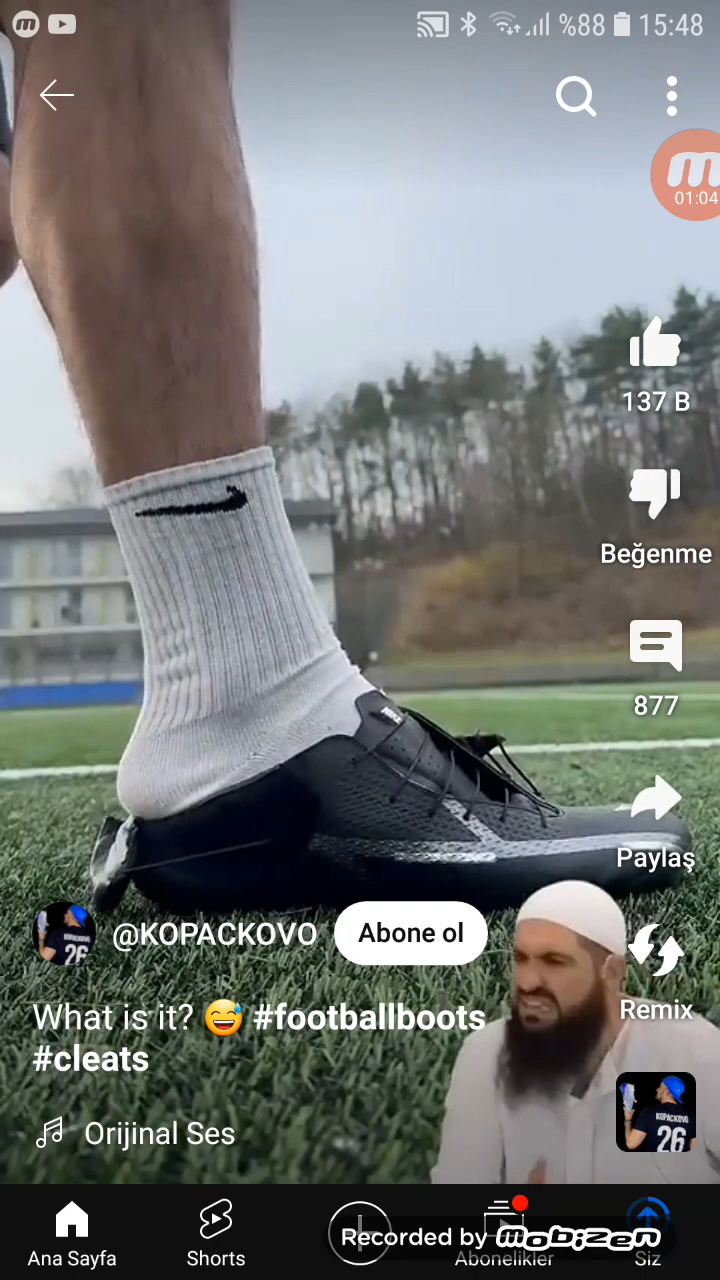 %88 15:48
01:04
137 B
Beğenme
877
Paylaş
@KOPACKOVO Abone ol
Remix
What is it? 😅 #footballboots
#cleats
KOPACKOVO
26
Orijinal Ses
Ana Sayfa Shorts Abonelikler Siz
Recorded by mobizen